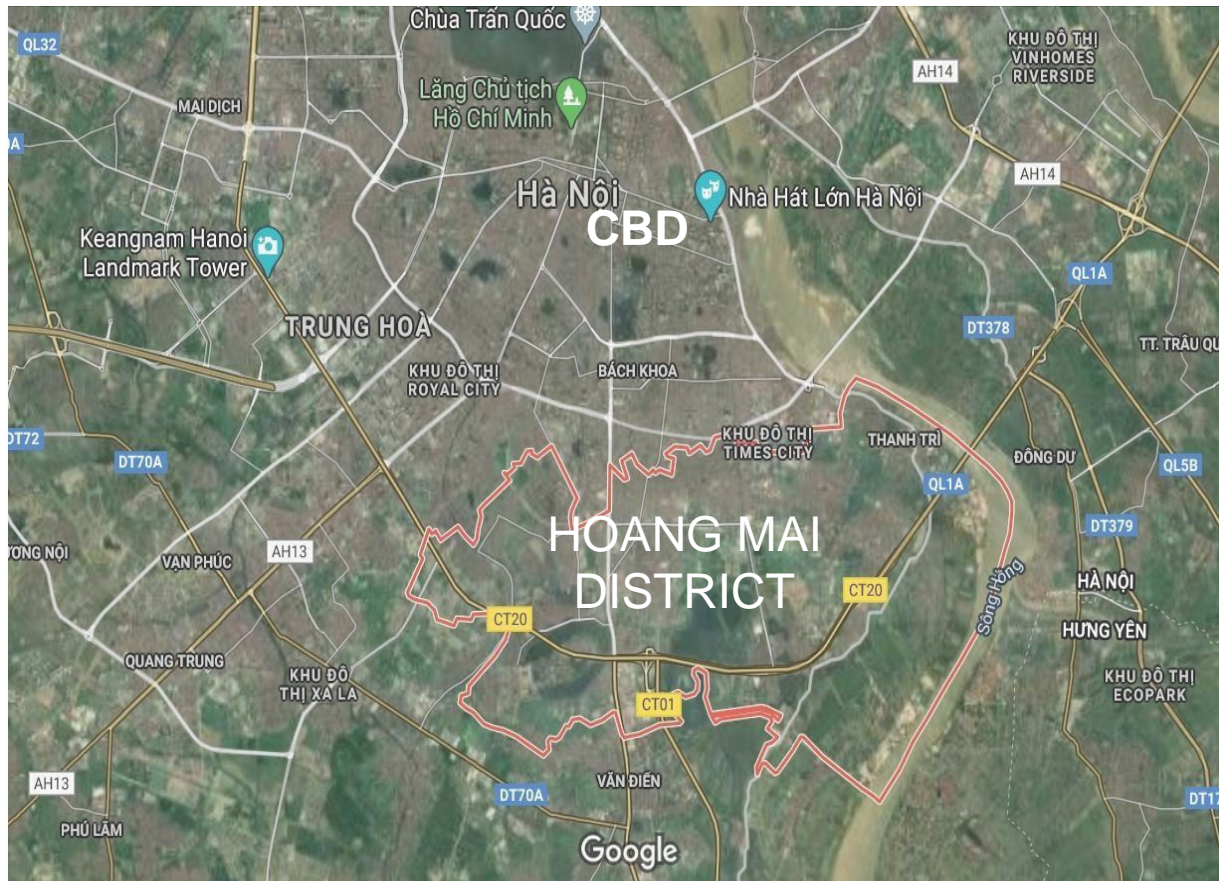 Chùa Trấn Quốc
QL32
KHU ĐÔ THỊ
VINHOMES
RIVERSIDE
AH14
Lăng Chủ tịch
Hồ Chí Minh
MAI DỊCH
AH14
Hà Nội
Nhà Hát Lớn Hà Nội
CBD
Keangnam Hanoi
Landmark Tower
QL1A
TRUNG HOÀ
DT378
TT. TRÂU QU
KHU ĐÔ THỊ
ROYAL CITY
BÁCH KHOA
DT72
KHU ĐÔ THỊ
TIMES CITY
THANH TRÌ
DT70A
ĐÔNG DƯ
QL5B
QL1A
DT379
HOANG MAI
DISTRICT
ƯƠNG NỘI
VẠN PHÚC
AH13
Sông Hồng
HÀ NỘI
CT20
CT20
HƯNG YÊN
QUANG TRUNG
KHU ĐÔ
THỊ XA LA
KHU ĐÔ THỊ
ECOPARK
CT01
AH13
VĂN ĐIỂN
DT70A
DT17
PHÚ LÃM
Google